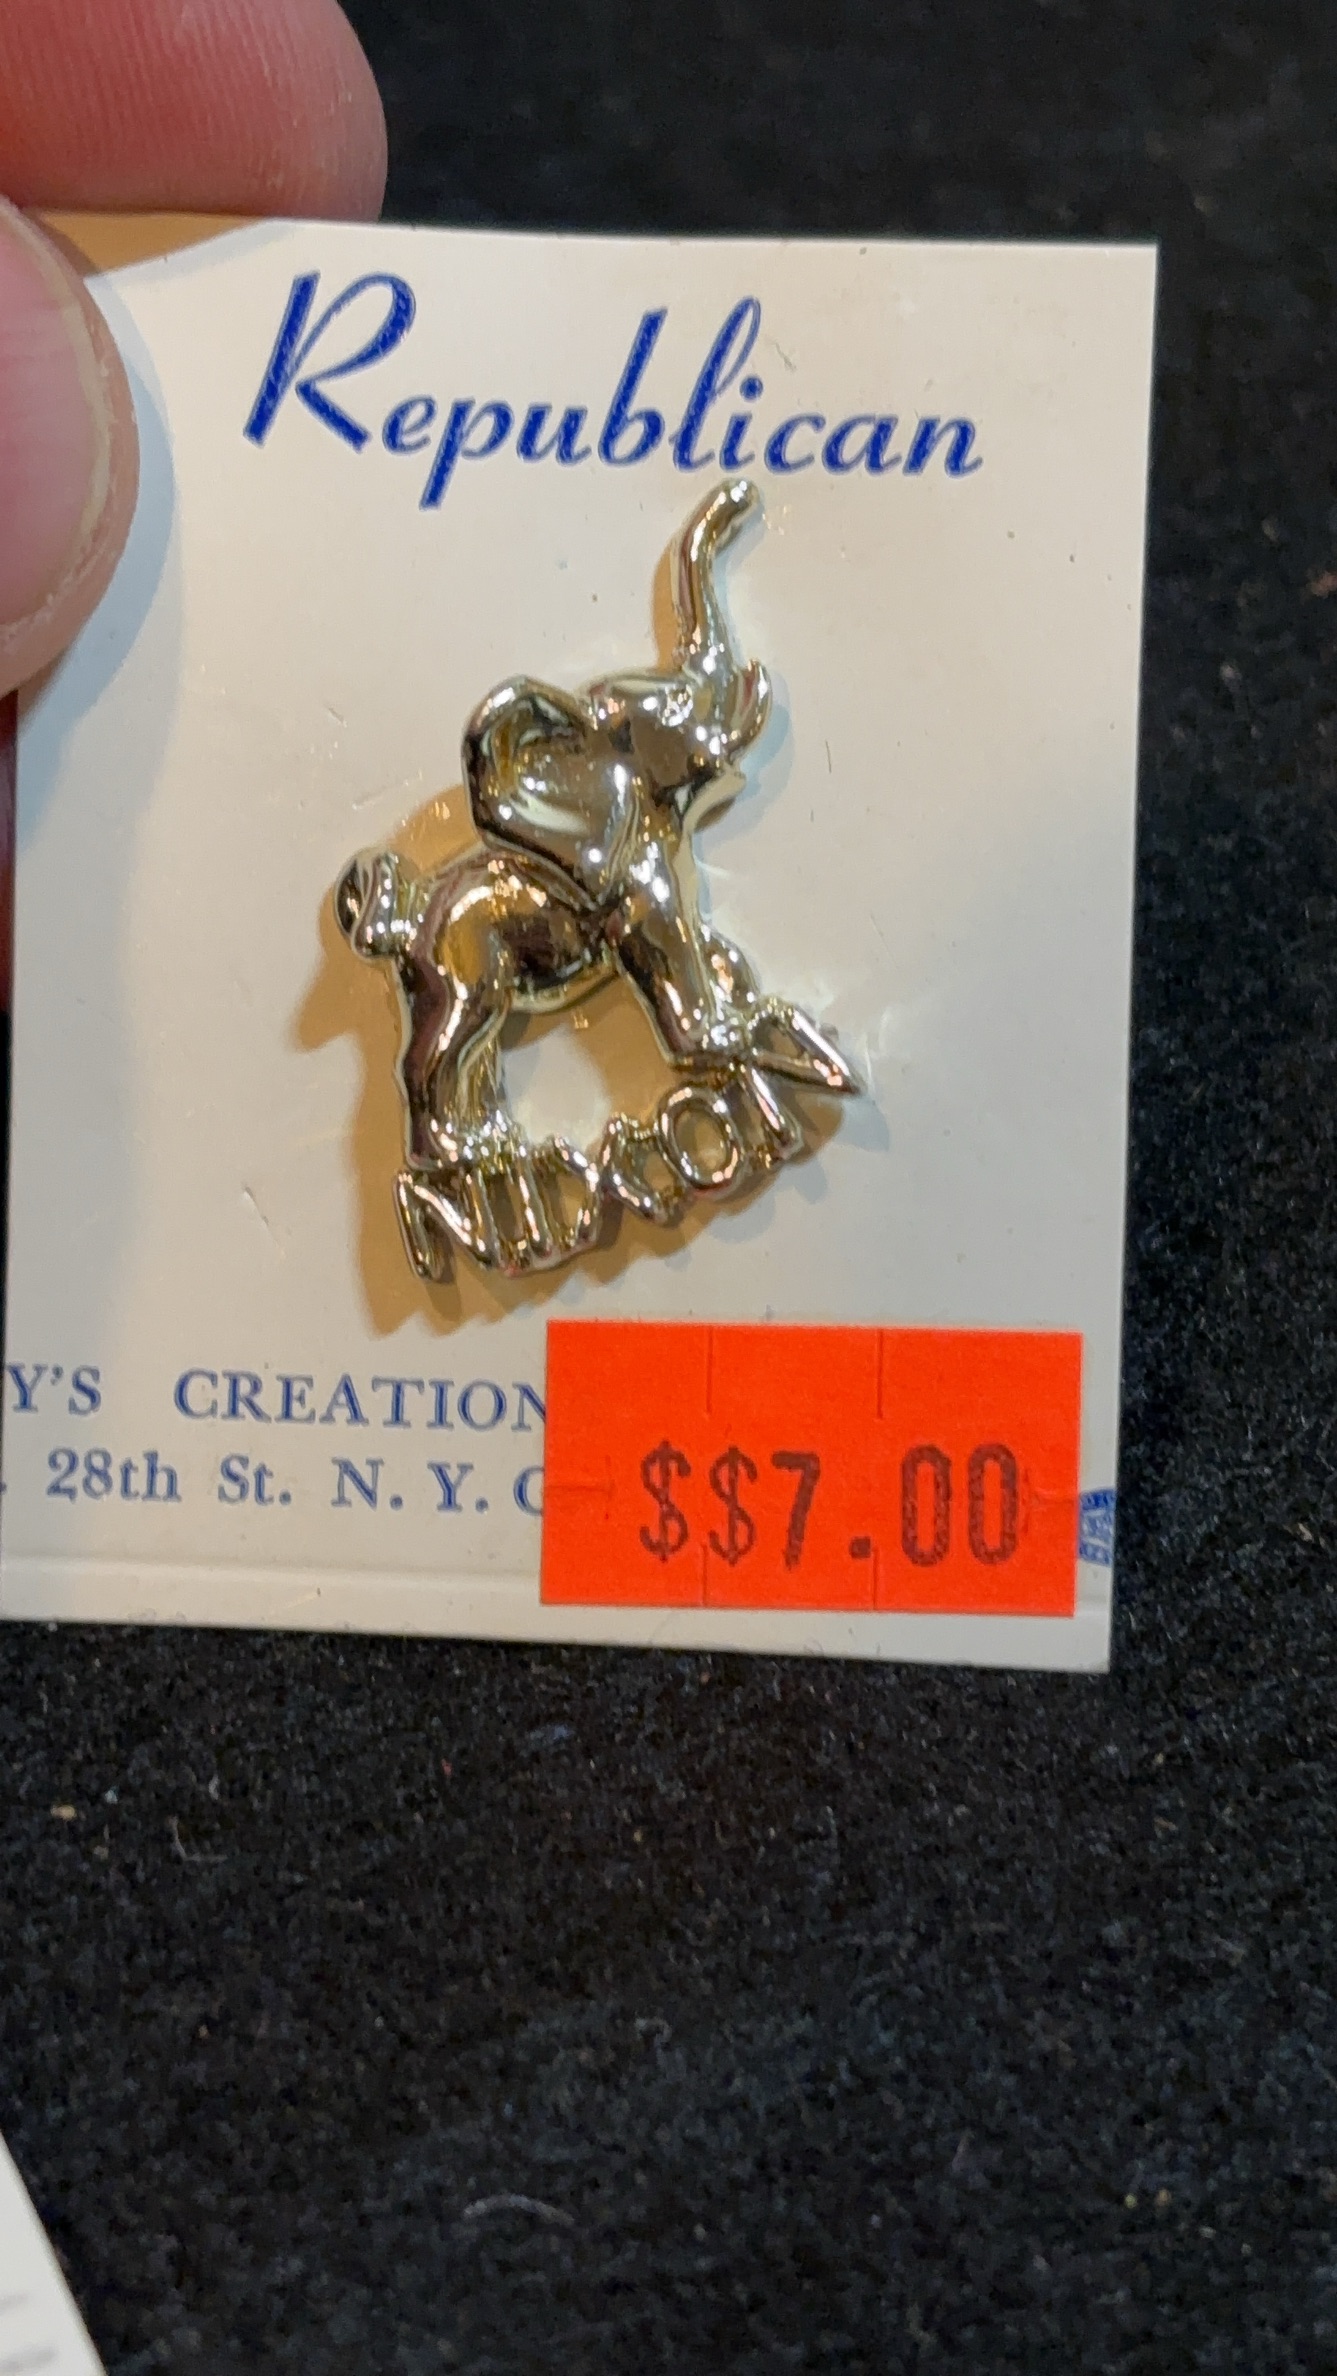 Republican
NIXON
Y'S CREATION
28th St. N. Y.
$$7.00